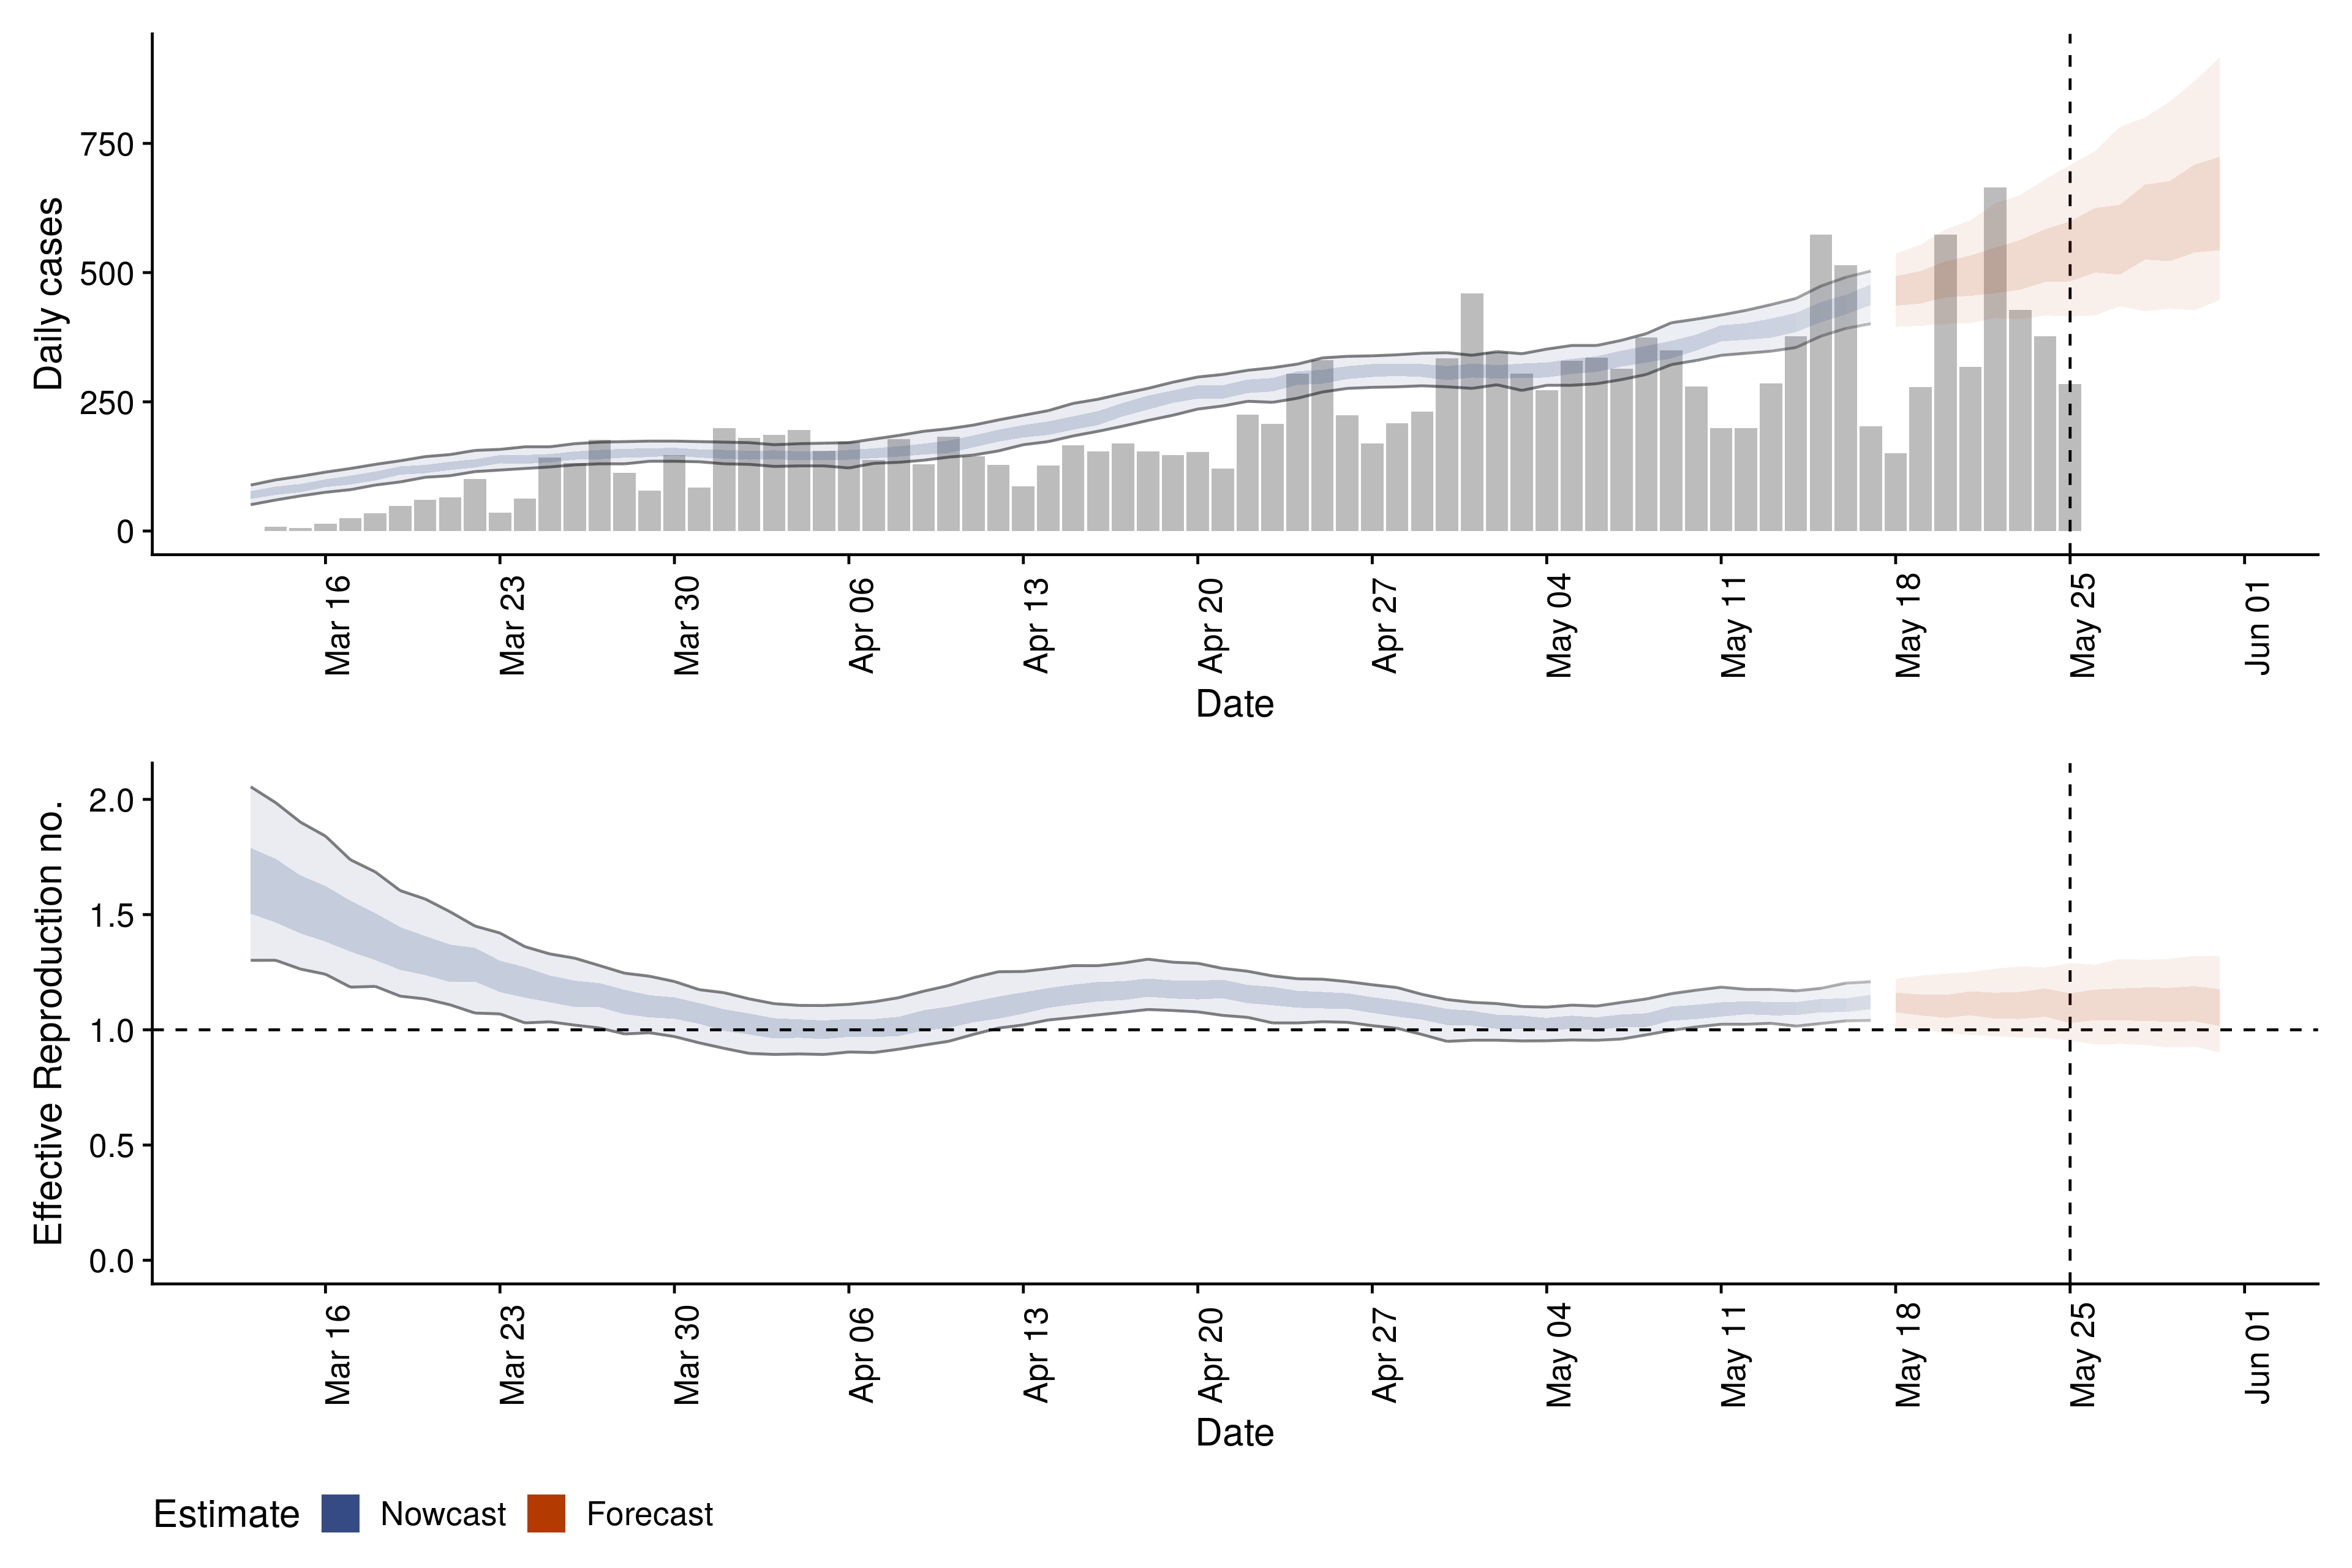 Daily cases
750
500
250
0
Mar 16
Mar 23
Mar 30
Apr 06
Apr 13
Apr 20
Apr 27
May 04
May 11
May 18
May 25
Jun 01
Date
Effective Reproduction no.
2.0
1.5
1.0
0.5
0.0
Mar 16
Mar 23
Mar 30
Apr 06
Apr 13
Apr 20
Apr 27
May 04
May 11
May 18
May 25
Jun 01
Date
Estimate Nowcast Forecast